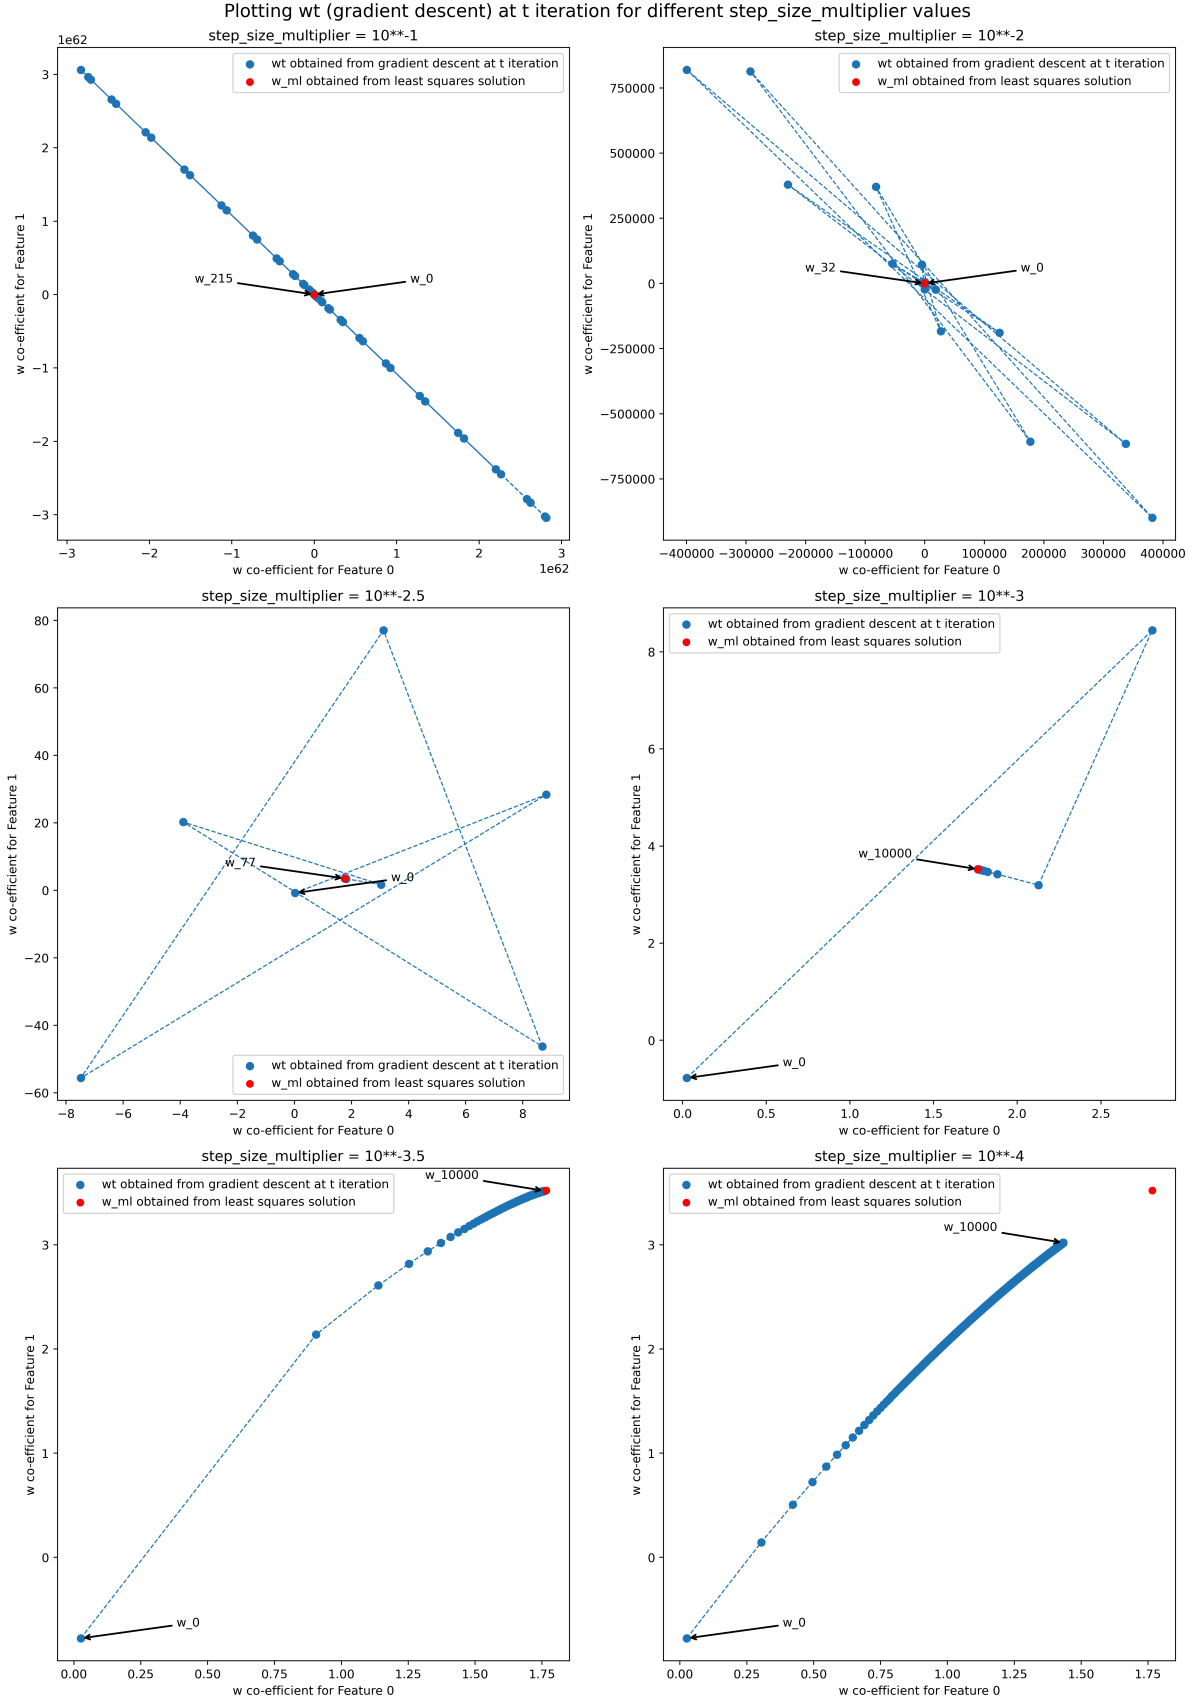 Plotting wt (gradient descent) at t iteration for different step_size_multiplier values
step_size_multiplier = 10**-1
1e62
wt obtained from gradient descent at t iteration
w_ml obtained from least squares solution
w_215
w_0
3
2
1
0
−1
−2
−3
w co-efficient for Feature 1
−3 −2 −1 0 1 2 3
1e62
w co-efficient for Feature 0
step_size_multiplier = 10**-2
wt obtained from gradient descent at t iteration
w_ml obtained from least squares solution
w_32
w_0
750000
500000
250000
0
−250000
−500000
−750000
w co-efficient for Feature 1
−400000 −300000 −200000 −100000 0 100000 200000 300000 400000
w co-efficient for Feature 0
step_size_multiplier = 10**-2.5
80
60
40
20
0
−20
−40
−60
w co-efficient for Feature 1
w_77
w_0
wt obtained from gradient descent at t iteration
w_ml obtained from least squares solution
−8 −6 −4 −2 0 2 4 6 8
w co-efficient for Feature 0
step_size_multiplier = 10**-3
wt obtained from gradient descent at t iteration
w_ml obtained from least squares solution
w_10000
w_0
8
6
4
2
0
w co-efficient for Feature 1
0.0 0.5 1.0 1.5 2.0 2.5
w co-efficient for Feature 0
step_size_multiplier = 10**-3.5
wt obtained from gradient descent at t iteration
w_ml obtained from least squares solution
w_10000
w_0
3
2
1
0
w co-efficient for Feature 1
0.00 0.25 0.50 0.75 1.00 1.25 1.50 1.75
w co-efficient for Feature 0
step_size_multiplier = 10**-4
wt obtained from gradient descent at t iteration
w_ml obtained from least squares solution
w_10000
w_0
3
2
1
0
w co-efficient for Feature 1
0.00 0.25 0.50 0.75 1.00 1.25 1.50 1.75
w co-efficient for Feature 0